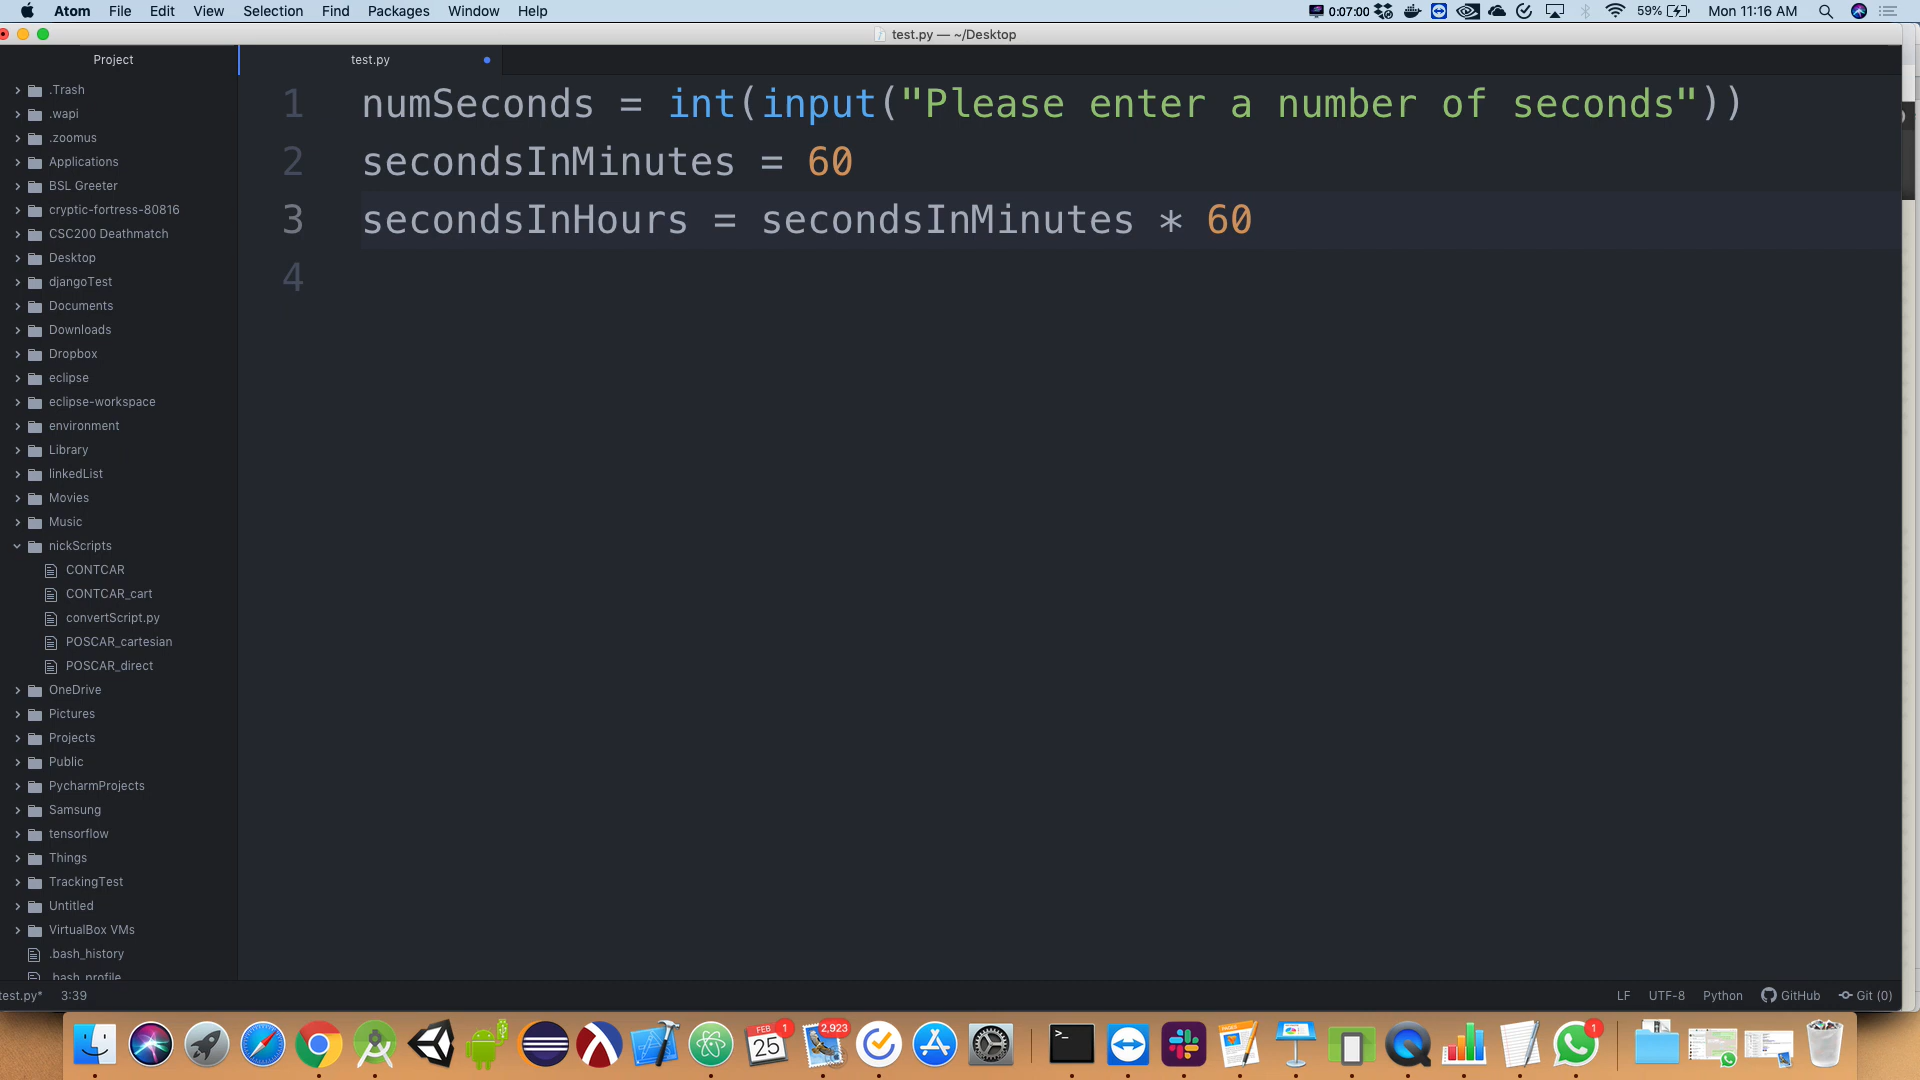 Atom File Edit View Selection Find Packages Window Help 0:07:00 59% Mon 11:16 AM
test.py — ~/Desktop
Project
test.py
.Trash
.wapi
.zoomus
Applications
BSL Greeter
cryptic-fortress-80816
CSC200 Deathmatch
Desktop
djangoTest
Documents
Downloads
Dropbox
eclipse
eclipse-workspace
environment
Library
linkedList
Movies
Music
nickScripts
CONTCAR
CONTCAR_cart
convertScript.py
POSCAR_cartesian
POSCAR_direct
OneDrive
Pictures
Projects
Public
PycharmProjects
Samsung
tensorflow
Things
TrackingTest
Untitled
VirtualBox VMs
.bash_history
.bash_profile
1 numSeconds = int(input("Please enter a number of seconds"))
2 secondsInMinutes = 60
3 secondsInHours = secondsInMinutes * 60
4
test.py* 3:39 LF UTF-8 Python GitHub Git (0)
FEB 25 1 2,923 >_ PAGES 1